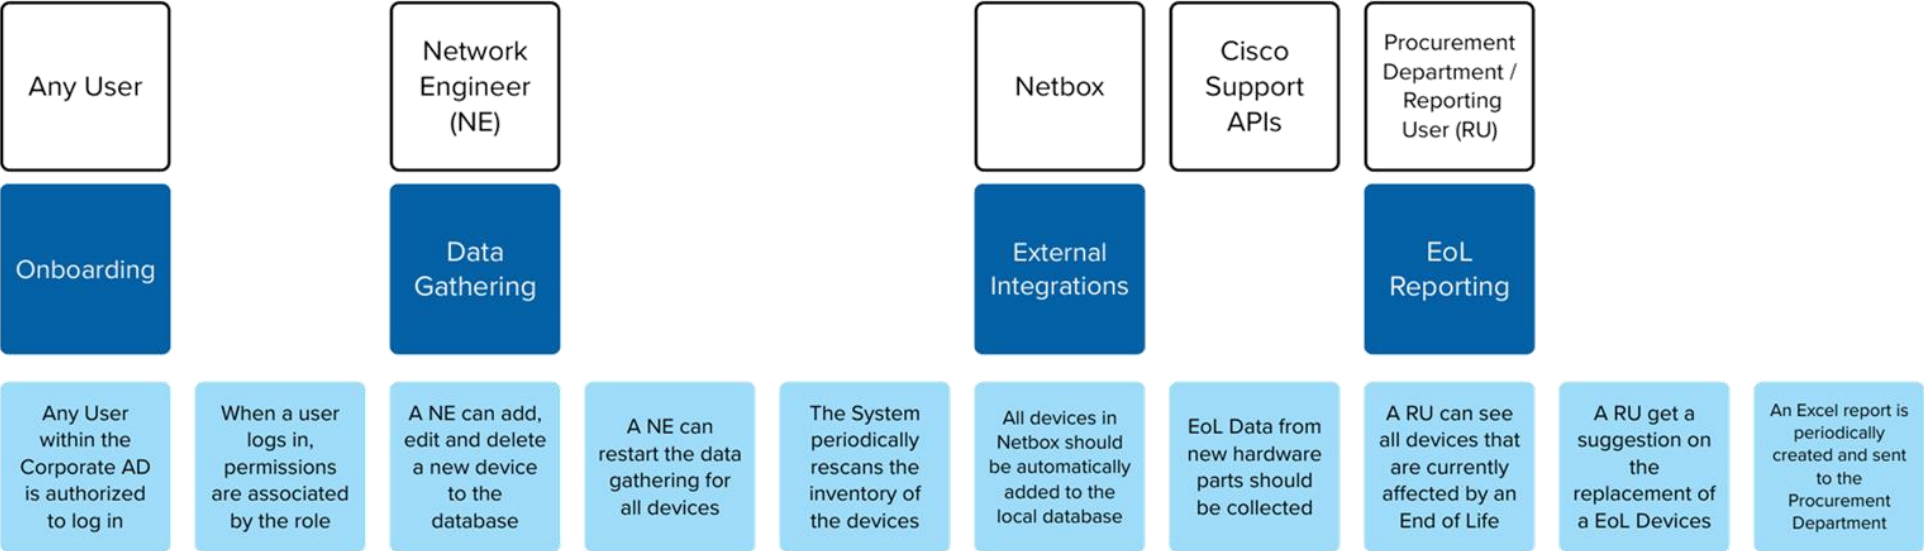 Any User
Network
Engineer
(NE)
Netbox
Cisco
Support
APIs
Procurement
Department /
Reporting
User (RU)
Onboarding
Data
Gathering
External
Integrations
EoL
Reporting
Any User
within the
Corporate AD
is authorized
to log in
When a user
logs in,
permissions
are associated
by the role
A NE can add,
edit and delete
a new device
to the
database
A NE can
restart the data
gathering for
all devices
The System
periodically
rescans the
inventory of
the devices
All devices in
Netbox should
be automatically
added to the
local database
EoL Data from
new hardware
parts should
be collected
A RU can see
all devices that
are currently
affected by an
End of Life
A RU get a
suggestion on
the
replacement of
a EoL Devices
An Excel report is
periodically
created and sent
to the
Procurement
Department